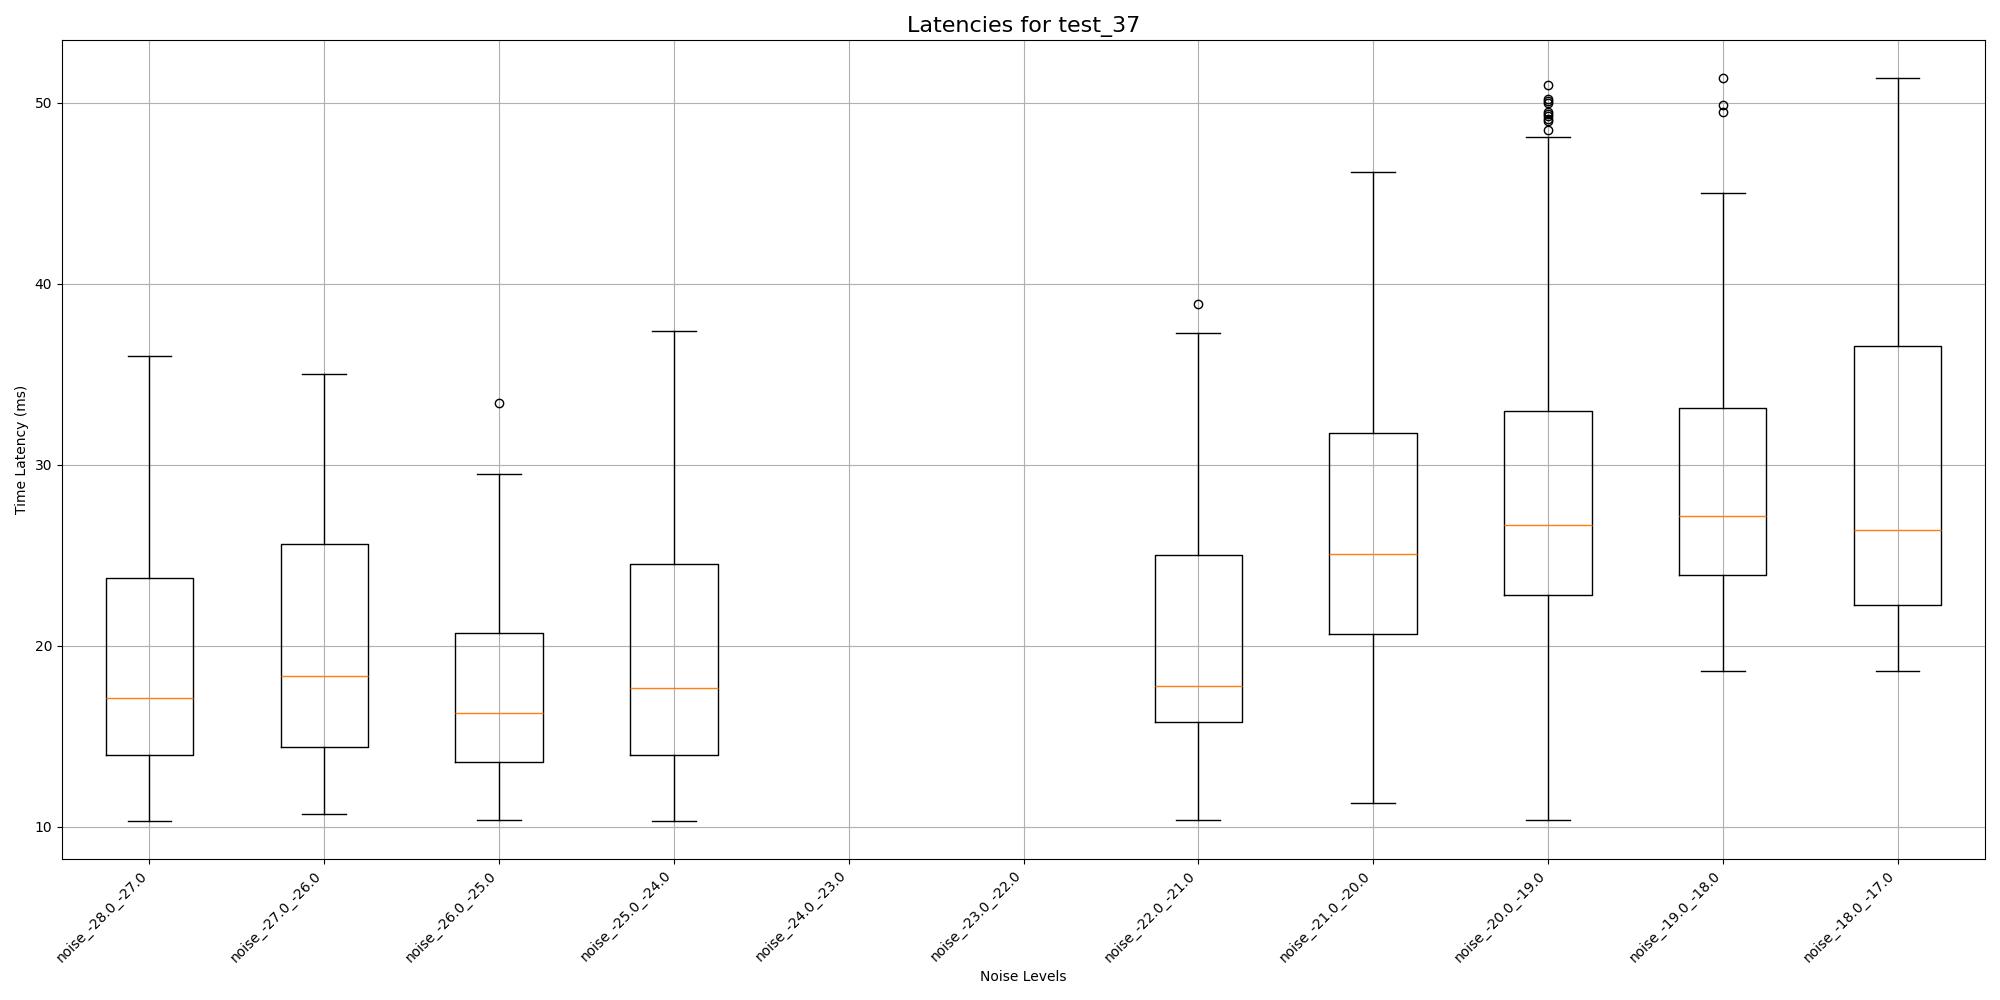 Latencies for test_37
Time Latency (ms)
50
40
30
20
10
noise_-28.0_-27.0
noise_-27.0_-26.0
noise_-26.0_-25.0
noise_-25.0_-24.0
noise_-24.0_-23.0
noise_-23.0_-22.0
noise_-22.0_-21.0
noise_-21.0_-20.0
noise_-20.0_-19.0
noise_-19.0_-18.0
noise_-18.0_-17.0
Noise Levels